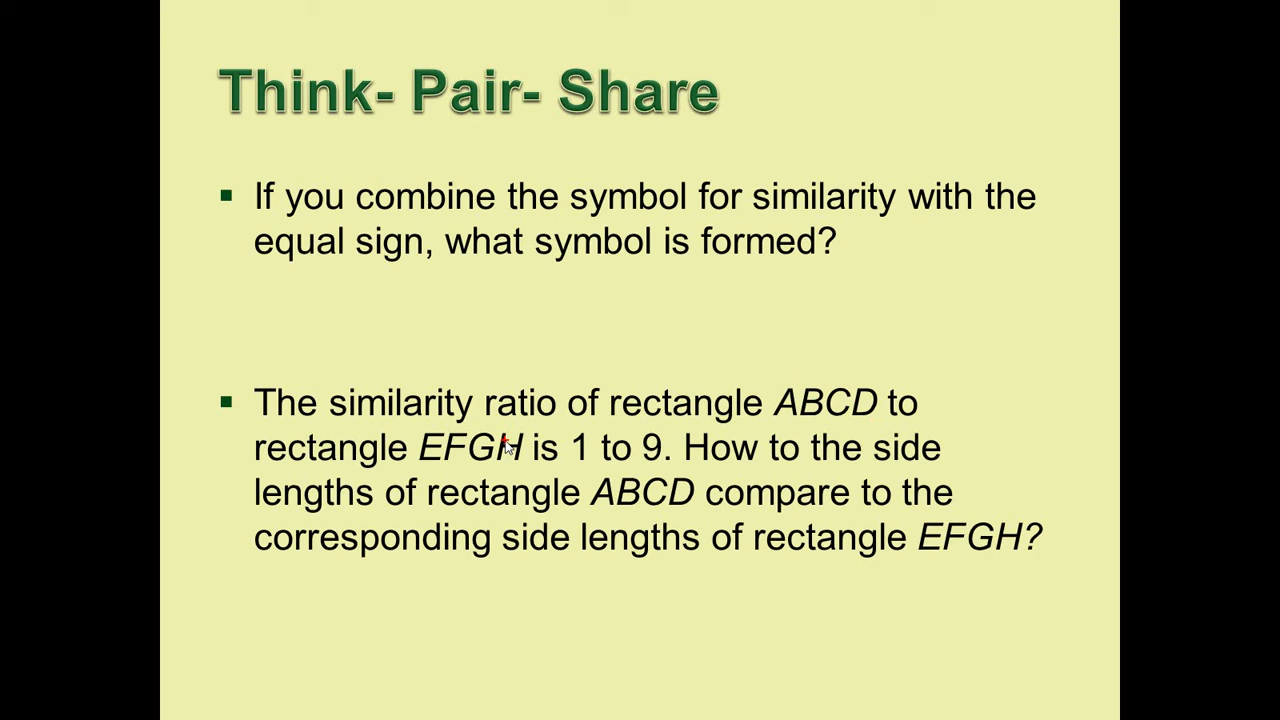 Think- Pair- Share
▪ If you combine the symbol for similarity with the
equal sign, what symbol is formed?
▪ The similarity ratio of rectangle ABCD to
rectangle EFGH is 1 to 9. How to the side
lengths of rectangle ABCD compare to the
corresponding side lengths of rectangle EFGH?